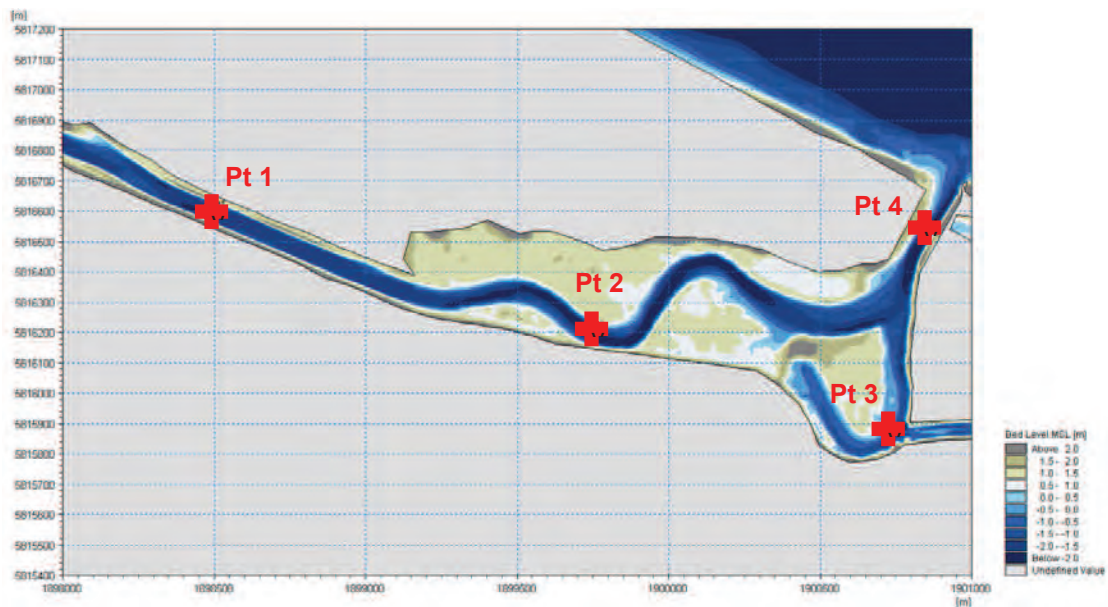 [m]
5817200
5817100
5817000
5816900
5816800
5816700
5816600
5816500
5816400
5816300
5816200
5816100
5816000
5815900
5815800
5815700
5815600
5815500
5815400
Pt 1
Pt 2
Pt 3
Pt 4
1898000 1898500 1899000 1899500 1900000 1900500 1901000
[m]
Bed Level MSL [m]
Above 2.0
1.5 - 2.0
1.0 - 1.5
0.5 - 1.0
0.0 - 0.5
-0.5 - 0.0
-1.0 - -0.5
-1.5 - -1.0
-2.0 - -1.5
Below -2.0
Undefined Value